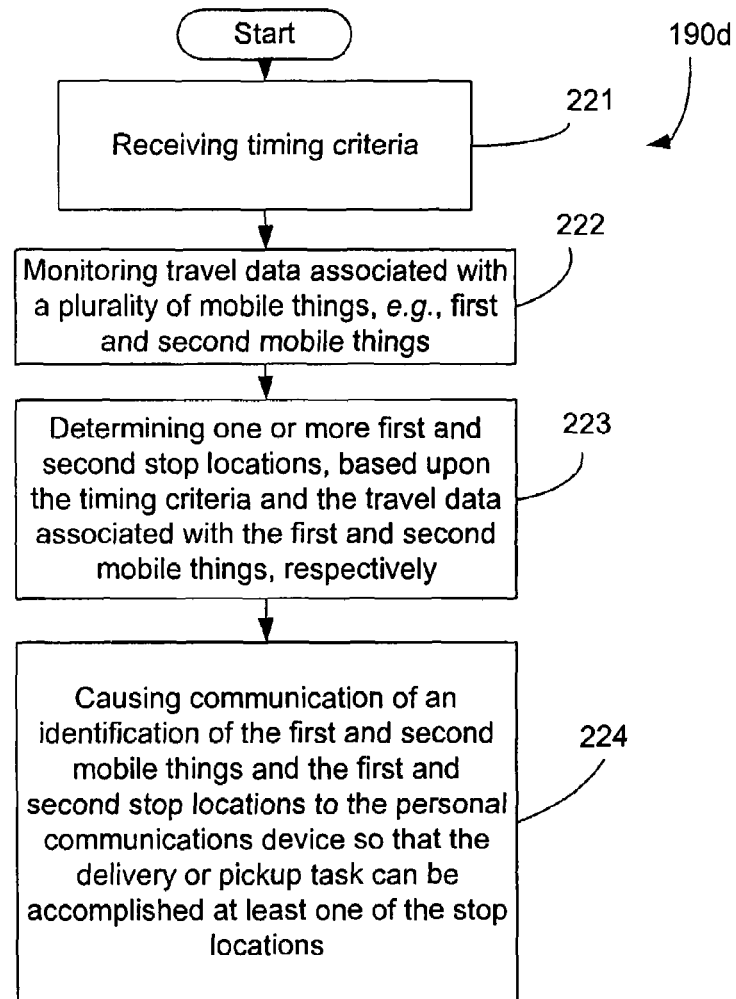 Start
190d
Receiving timing criteria
221
222
Monitoring travel data associated with
a plurality of mobile things, e.g., first
and second mobile things
Determining one or more first and
second stop locations, based upon
the timing criteria and the travel data
associated with the first and second
mobile things, respectively
223
Causing communication of an
identification of the first and second
mobile things and the first and
second stop locations to the personal
communications device so that the
delivery or pickup task can be
accomplished at least one of the stop
locations
224